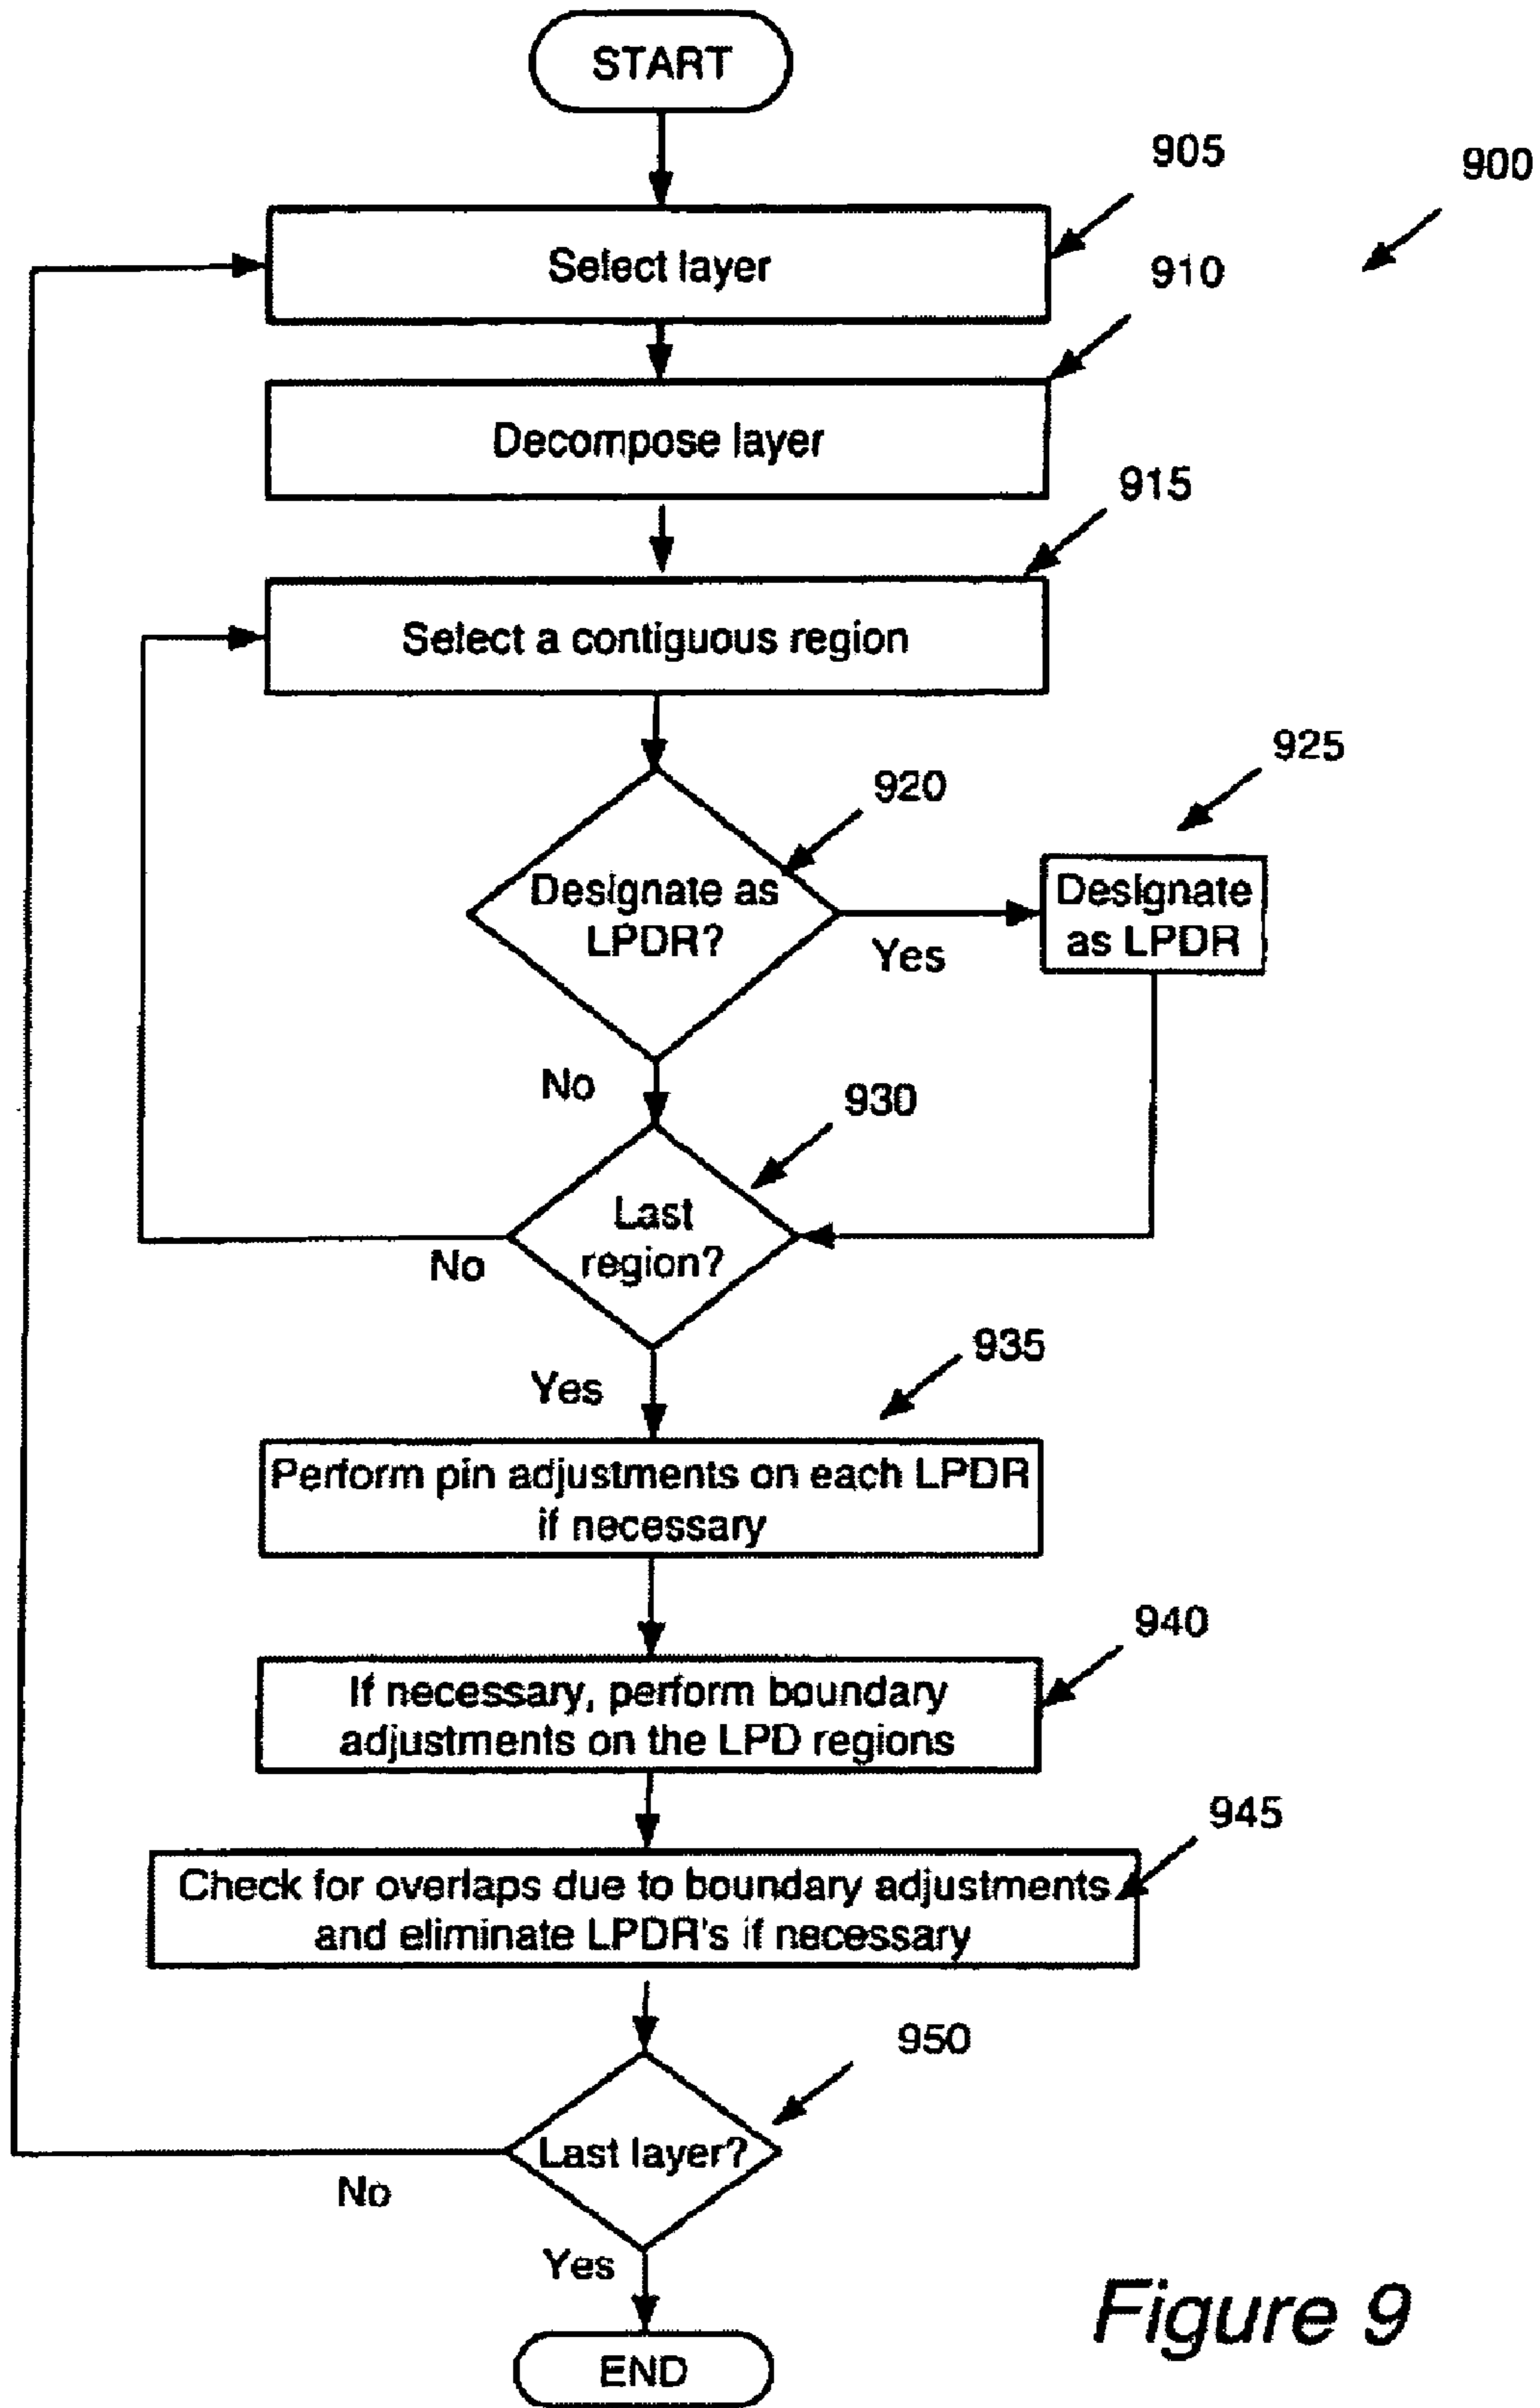 START
905
900
Select layer
910
Decompose layer
915
Select a contiguous region
925
920
Designate as
LPDR?
Yes
Designate
as LPDR
No
930
Last
region?
No
935
Yes
Perform pin adjustments on each LPDR
if necessary
940
If necessary, perform boundary
adjustments on the LPD regions
945
Check for overlaps due to boundary adjustments
and eliminate LPDR's if necessary
950
Last layer?
No
Yes
END
Figure 9